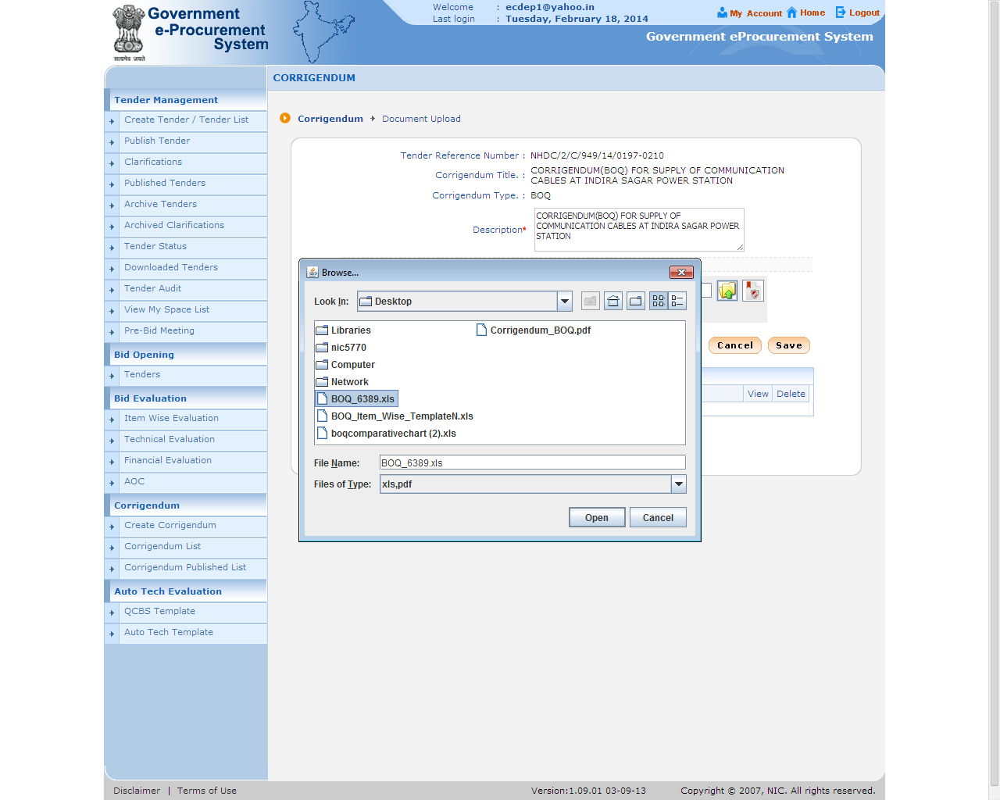 Government
e-Procurement
System
सत्यमेव जयते
Welcome : ecdep1@yahoo.in
Last login : Tuesday, February 18, 2014
My Account Home Logout
Government eProcurement System
CORRIGENDUM
Tender Management
Create Tender / Tender List
Publish Tender
Clarifications
Published Tenders
Archive Tenders
Archived Clarifications
Tender Status
Downloaded Tenders
Tender Audit
View My Space List
Pre-Bid Meeting
Bid Opening
Tenders
Bid Evaluation
Item Wise Evaluation
Technical Evaluation
Financial Evaluation
AOC
Corrigendum
Create Corrigendum
Corrigendum List
Corrigendum Published List
Auto Tech Evaluation
QCBS Template
Auto Tech Template
Corrigendum Document Upload
Tender Reference Number : NHDC/2/C/949/14/0197-0210
Corrigendum Title. : CORRIGENDUM(BOQ) FOR SUPPLY OF COMMUNICATION
CABLES AT INDIRA SAGAR POWER STATION
Corrigendum Type. : BOQ
Description* CORRIGENDUM(BOQ) FOR SUPPLY OF
COMMUNICATION CABLES AT INDIRA SAGAR POWER
STATION
Browse...
Look In: Desktop
Libraries
nic5770
Computer
Network
BOQ_6389.xls
BOQ_Item_Wise_TemplateN.xls
boqcomparativechart (2).xls
Corrigendum_BOQ.pdf
File Name: BOQ_6389.xls
Files of Type: xls,pdf
Open Cancel
Cancel Save
View Delete
Disclaimer | Terms of Use
Version:1.09.01 03-09-13
Copyright © 2007, NIC. All rights reserved.